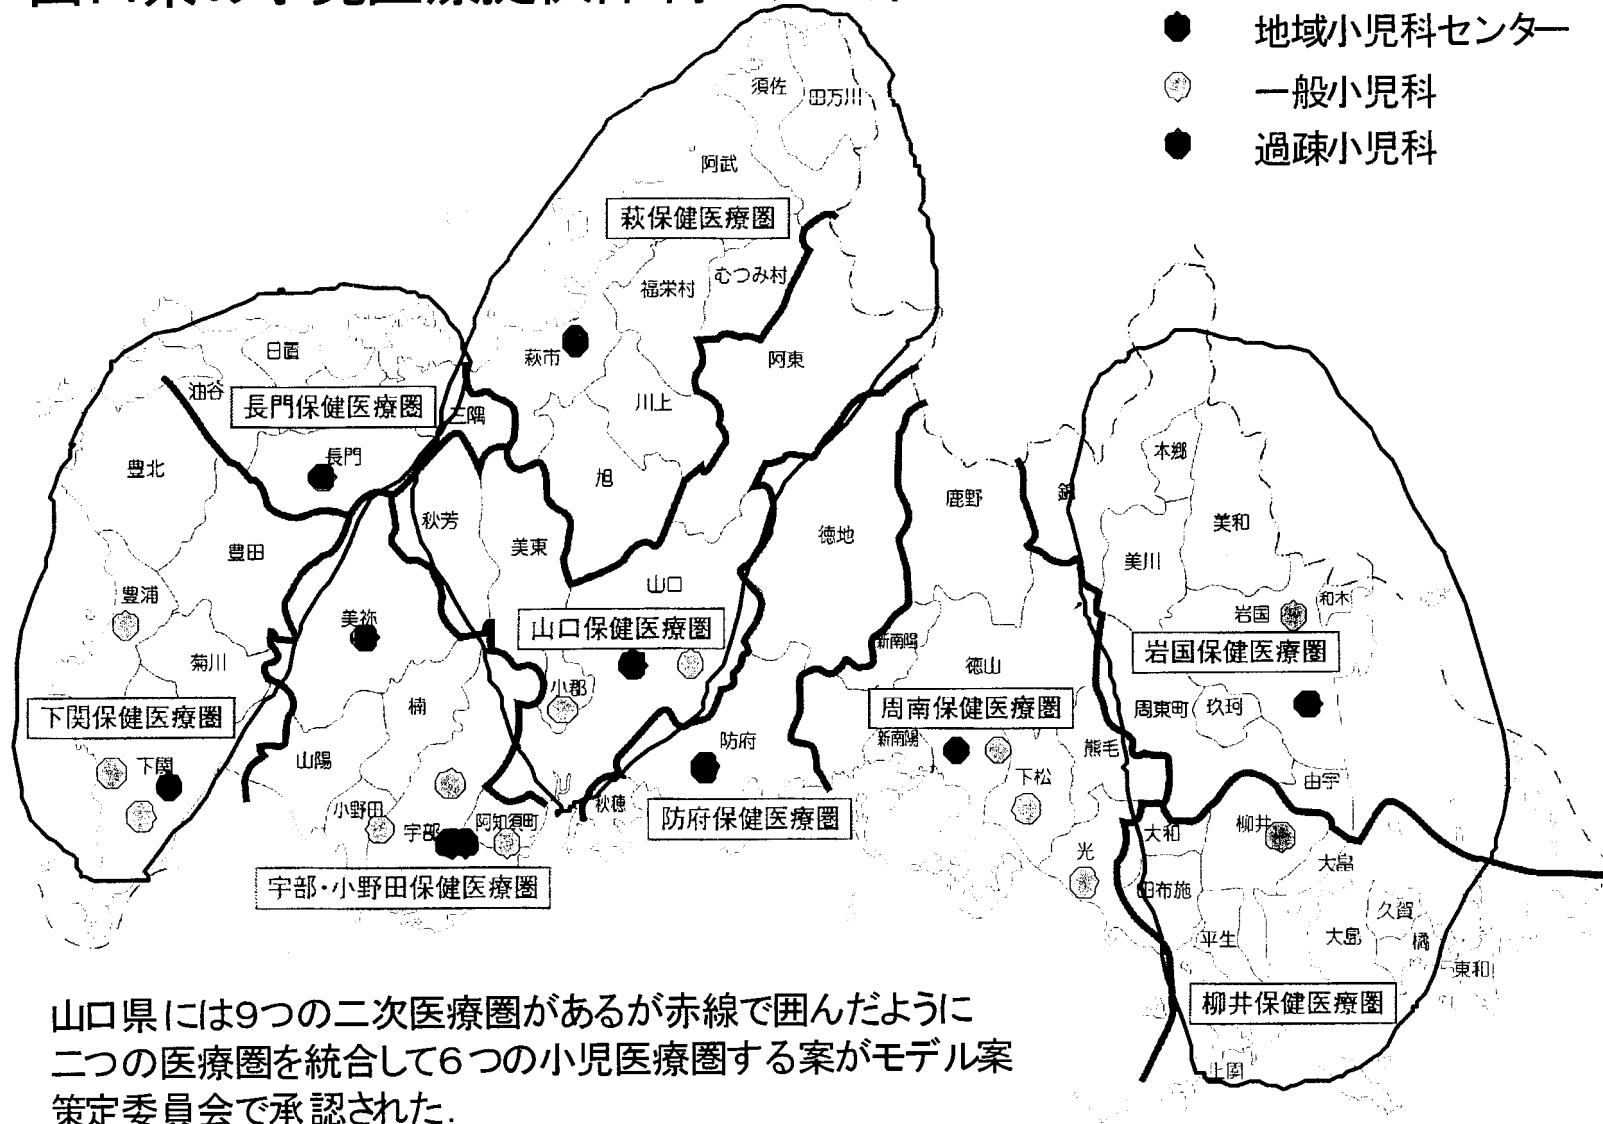 地域小児科センター
一般小児科
過疎小児科
須佐
田万川
阿武
萩保健医療圏
むつみ村
福栄村
日置
萩市
阿東
油谷
長門保健医療圏
三隅
川上
長門
豊北
旭
本郷
錦
鹿野
秋芳
美和
徳地
美東
豊田
美川
山口
豊浦
和木
岩国
美祢
山口保健医療圏
新南陽
岩国保健医療圏
菊川
徳山
小郡
楠
下関保健医療圏
周南保健医療圏
周東町
玖珂
新南陽
防府
熊毛
山陽
下関
下松
由宇
秋穂
小野田
阿知須町
防府保健医療圏
宇部
大和
柳井
光
大畠
宇部・小野田保健医療圏
田布施
久賀
平生
大島
橘
東和
柳井保健医療圏
上関
山口県には9つの二次医療圏があるが赤線で囲んだように
二つの医療圏を統合して6つの小児医療圏する案がモデル案
策定委員会で承認された.